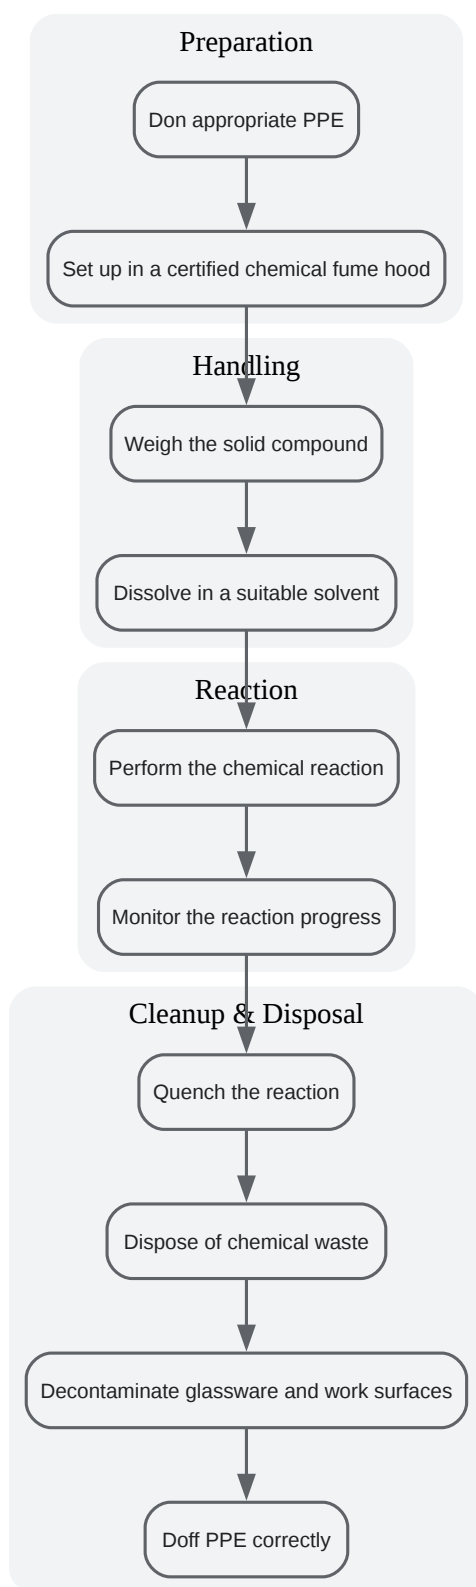 Preparation
Don appropriate PPE
Set up in a certified chemical fume hood
Handling
Weigh the solid compound
Dissolve in a suitable solvent
Reaction
Perform the chemical reaction
Monitor the reaction progress
Cleanup & Disposal
Quench the reaction
Dispose of chemical waste
Decontaminate glassware and work surfaces
Doff PPE correctly